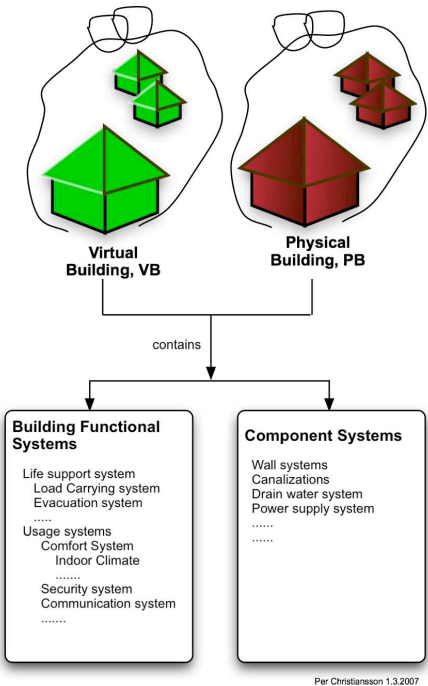 Virtual
Building, VB
Physical
Building, PB
contains
Building Functional
Systems
Life support system
Load Carrying system
Evacuation system
.....
Usage systems
Comfort System
Indoor Climate
.......
Security system
Communication system
.......
Component Systems
Wall systems
Canalizations
Drain water system
Power supply system
......
......
Per Christiansson 1.3.2007